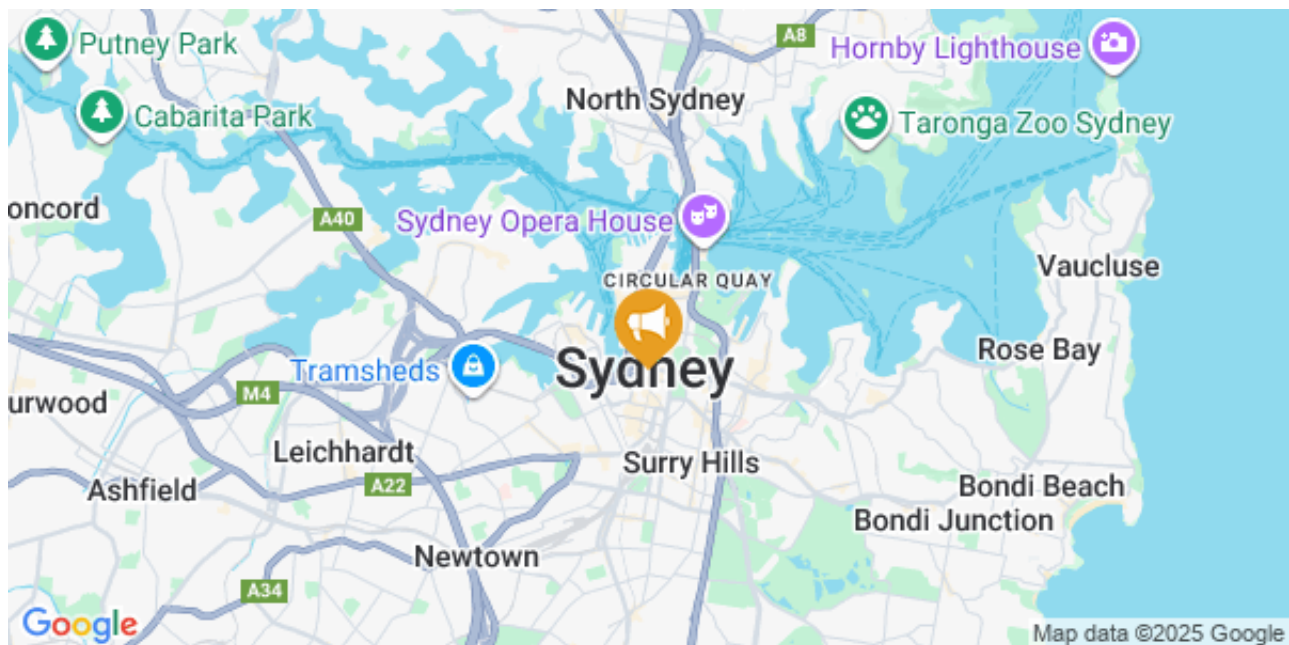 Putney Park
A8
Hornby Lighthouse
North Sydney
Cabarita Park
Taronga Zoo Sydney
oncord
A40
Sydney Opera House
Vaucluse
CIRCULAR QUAY
Rose Bay
Tramsheds
Sydney
M4
urwood
Leichhardt
Surry Hills
A22
Ashfield
Bondi Beach
Bondi Junction
Newtown
A34
Google
Map data ©2025 Google